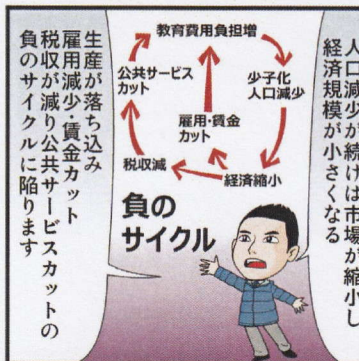 人口減少が続けば市場が縮小し
経済規模が小さくなる
教育費用負担増
少子化
人口減少
経済縮小
雇用・賃金
カット
税収減
公共サービス
カット
負の
サイクル
生産が落ち込み
雇用減少・賃金カット
税収が減り公共サービスカットの
負のサイクルに陥ります